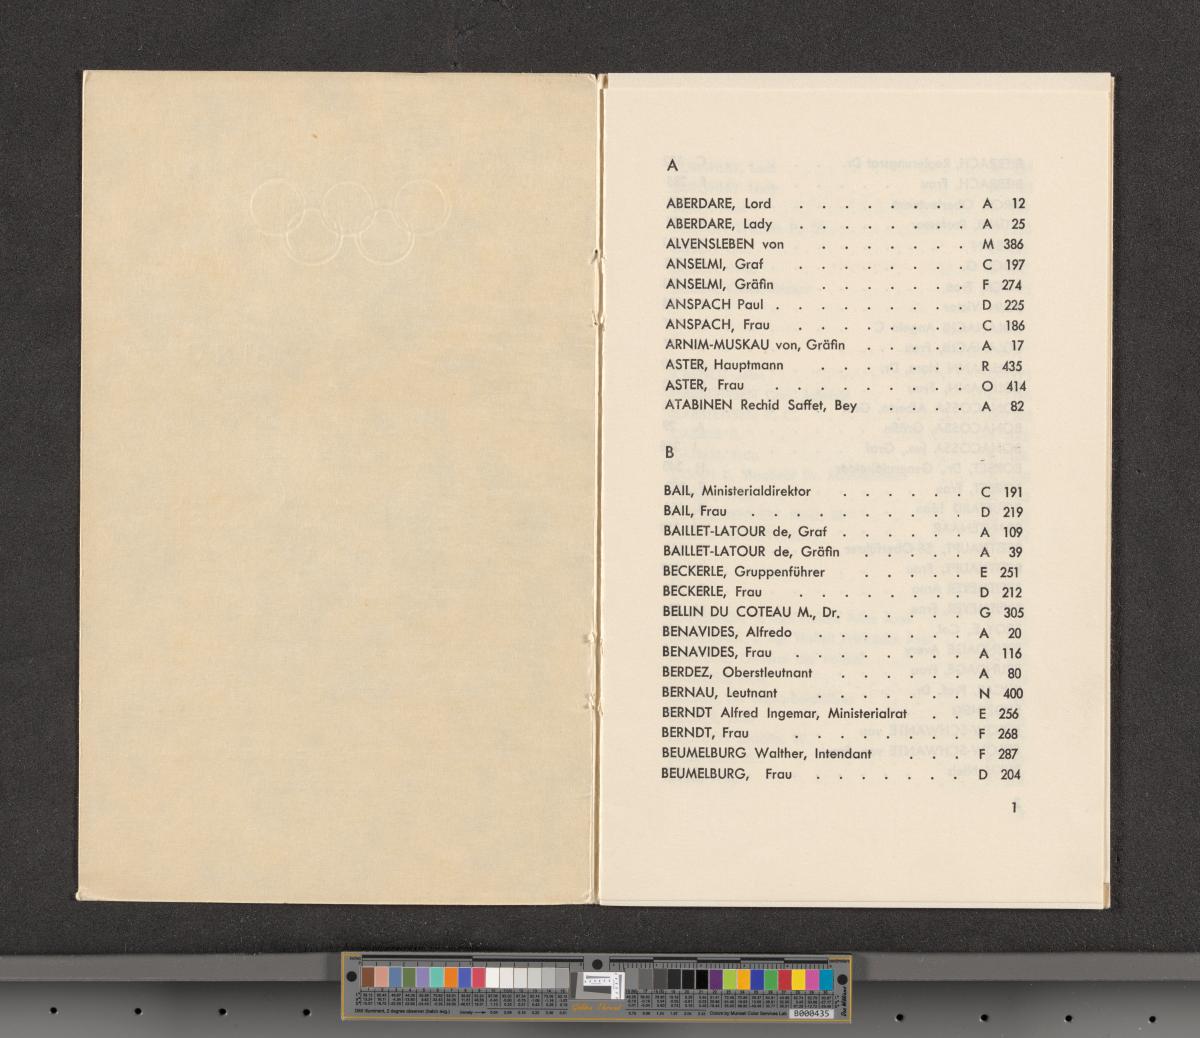 A
ABERDARE, Lord . . . . . . . A 12
ABERDARE, Lady . . . . . . . . A 25
ALVENSLEBEN von . . . . . . . M 386
ANSELMI, Graf . . . . . . . . C 197
ANSELMI, Gräfin . . . . . . . F 274
ANSPACH Paul . . . . . . . . . D 225
ANSPACH, Frau . . . . . . . . C 186
ARNIM-MUSKAU von, Gräfin . . . . . A 17
ASTER, Hauptmann . . . . . . . R 435
ASTER, Frau . . . . . . . . . O 414
ATABINEN Rechid Saffet, Bey . . . . A 82
B
BAIL, Ministerialdirektor . . . . . . C 191
BAIL, Frau . . . . . . . . . . D 219
BAILLET-LATOUR de, Graf . . . . . . A 109
BAILLET-LATOUR de, Gräfin . . . . . A 39
BECKERLE, Gruppenführer . . . . . E 251
BECKERLE, Frau . . . . . . . . D 212
BELLIN DU COTEAU M., Dr. . . . . . G 305
BENAVIDES, Alfredo . . . . . . . A 20
BENAVIDES, Frau . . . . . . . . A 116
BERDEZ, Oberstleutnant . . . . . . A 80
BERNAU, Leutnant . . . . . . . N 400
BERNDT Alfred Ingemar, Ministerialrat . . E 256
BERNDT, Frau . . . . . . . . F 268
BEUMELBURG Walther, Intendant . . . F 287
BEUMELBURG, Frau . . . . . . . D 204
1
B000435